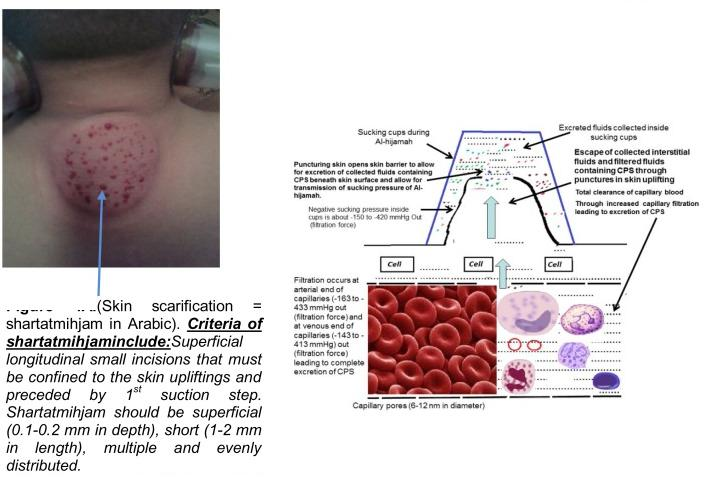 (Skin scarification =
shartatmihjam in Arabic). Criteria of
shartatmihjaminclude:Superficial
longitudinal small incisions that must
be confined to the skin upliftings and
preceded by 1st suction step.
Shartatmihjam should be superficial
(0.1-0.2 mm in depth), short (1-2 mm
in length), multiple and evenly
distributed.
Sucking cups during
Al-hijamah
Excreted fluids collected inside
sucking cups
Puncturing skin opens skin barrier to allow
for excretion of collected fluids containing
CPS beneath skin surface and allow for
transmission of sucking pressure of Al-
hijamah.
Escape of collected interstitial
fluids and filtered fluids
containing CPS through
punctures in skin uplifting
Total clearance of capillary blood
Through increased capillary filtration
leading to excretion of CPS
Negative sucking pressure inside
cups is about -150 to -420 mmHg Out
(filtration force)
Cell
Cell
Cell
Filtration occurs at
arterial end of
capillaries (-163 to -
433 mmHg) out
(filtration force) and
at venous end of
capillaries (-143 to -
413 mmHg) out
(filtration force)
leading to complete
excretion of CPS
Capillary pores (6-12 nm in diameter)